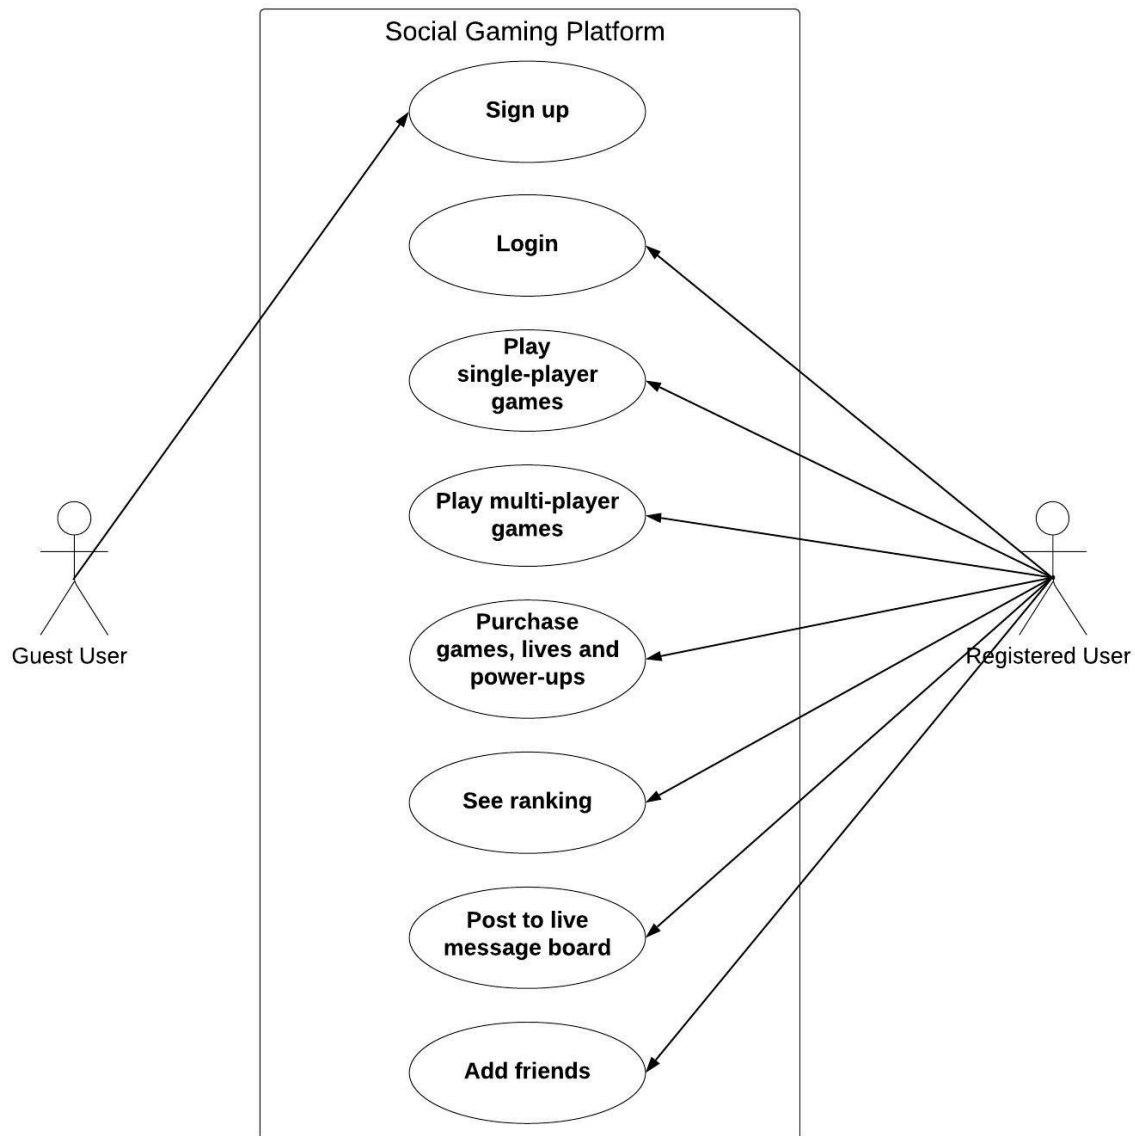 Social Gaming Platform
Sign up
Login
Play
single-player
games
Play multi-player
games
Purchase
games, lives and
power-ups
Guest User
Registered User
See ranking
Post to live
message board
Add friends